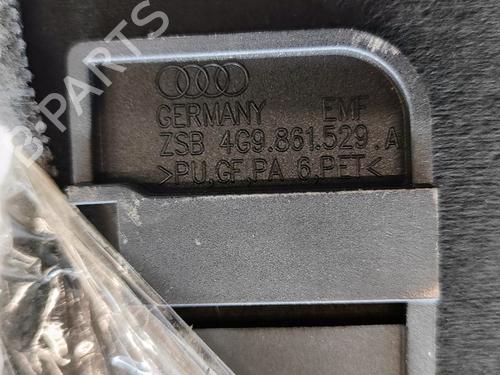 B-PARTS
GERMANY EMF
ZSB 4G9.861.529.A
>PU,GF,PA 6,PET<